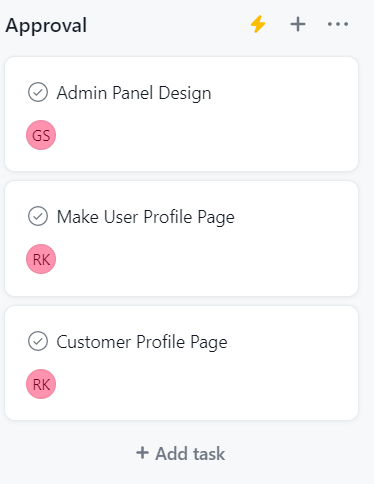 Approval
Admin Panel Design
GS
Make User Profile Page
RK
Customer Profile Page
RK
+ Add task